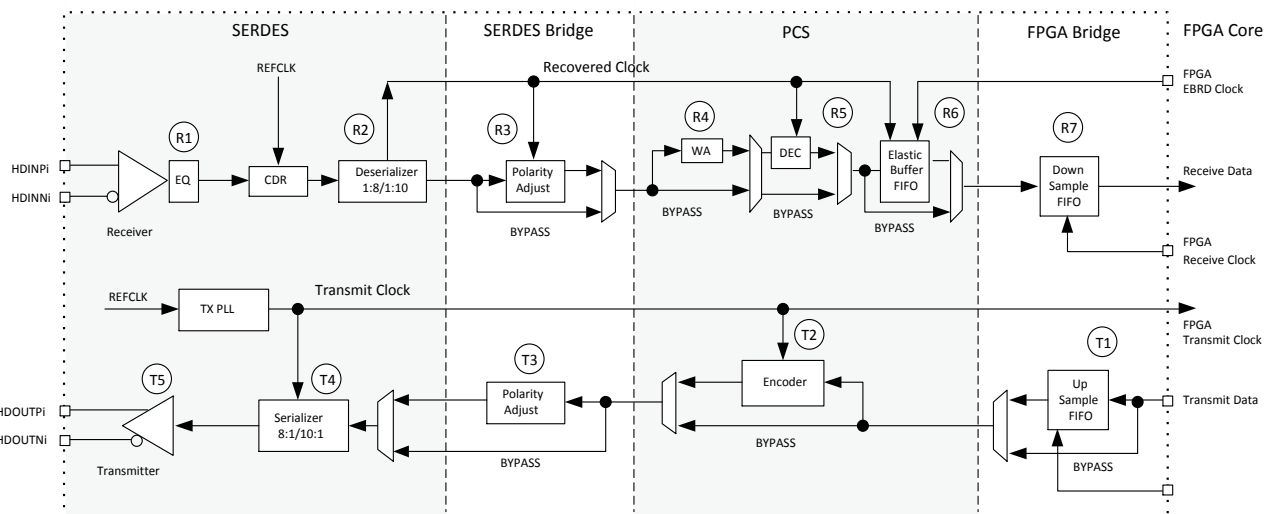 SERDES
SERDES Bridge
PCS
FPGA Bridge
FPGA Core
REFCLK
Recovered Clock
FPGA
EBRD Clock
R1
R2
R3
R4
R5
R6
R7
HDINPi
HDINNi
EQ
CDR
Deserializer
1:8/1:10
Polarity
Adjust
WA
DEC
Elastic
Buffer
FIFO
Down
Sample
FIFO
Receive Data
Receiver
BYPASS
BYPASS
BYPASS
BYPASS
FPGA
Receive Clock
REFCLK
TX PLL
Transmit Clock
FPGA
Transmit Clock
T5
T4
T3
T2
T1
HDOUTPi
HDOUTNi
Serializer
8:1/10:1
Polarity
Adjust
Encoder
Up
Sample
FIFO
Transmit Data
Transmitter
BYPASS
BYPASS
BYPASS